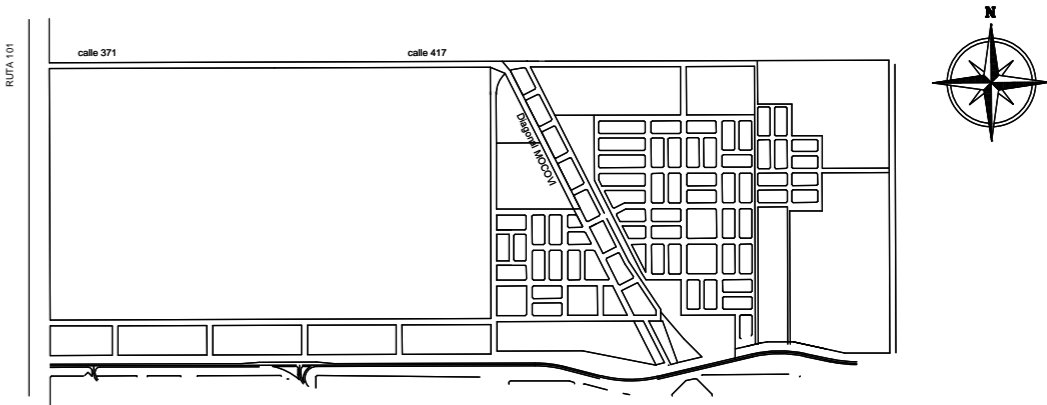 N
RUTA 101
calle 371
calle 417
Diagonal MOCOVI